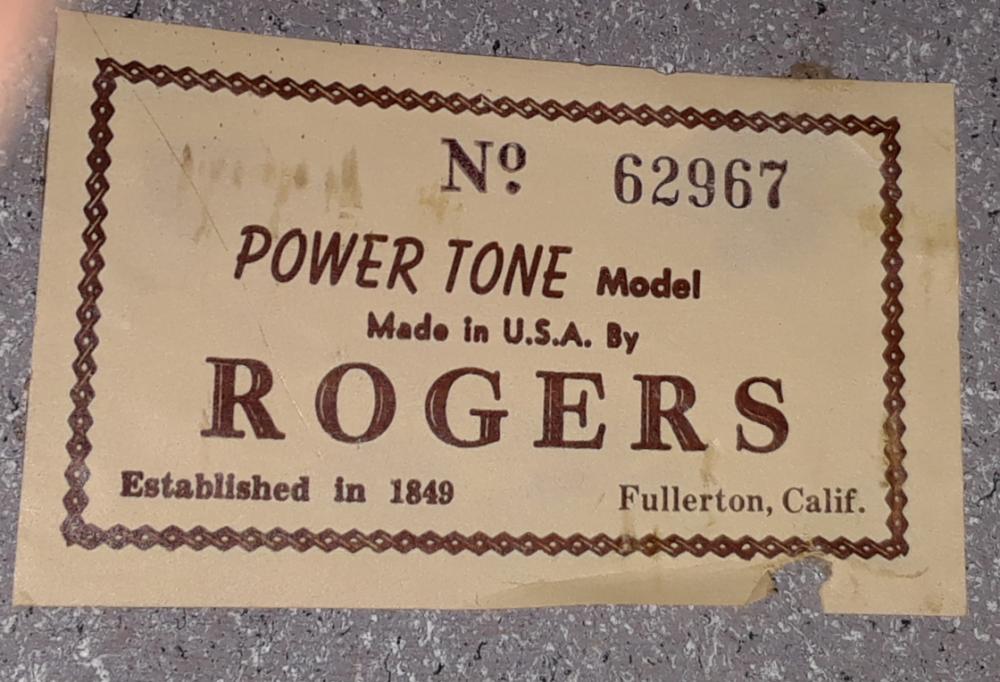 Nº 62967
POWER TONE Model
Made in U.S.A. By
ROGERS
Established in 1849 Fullerton, Calif.